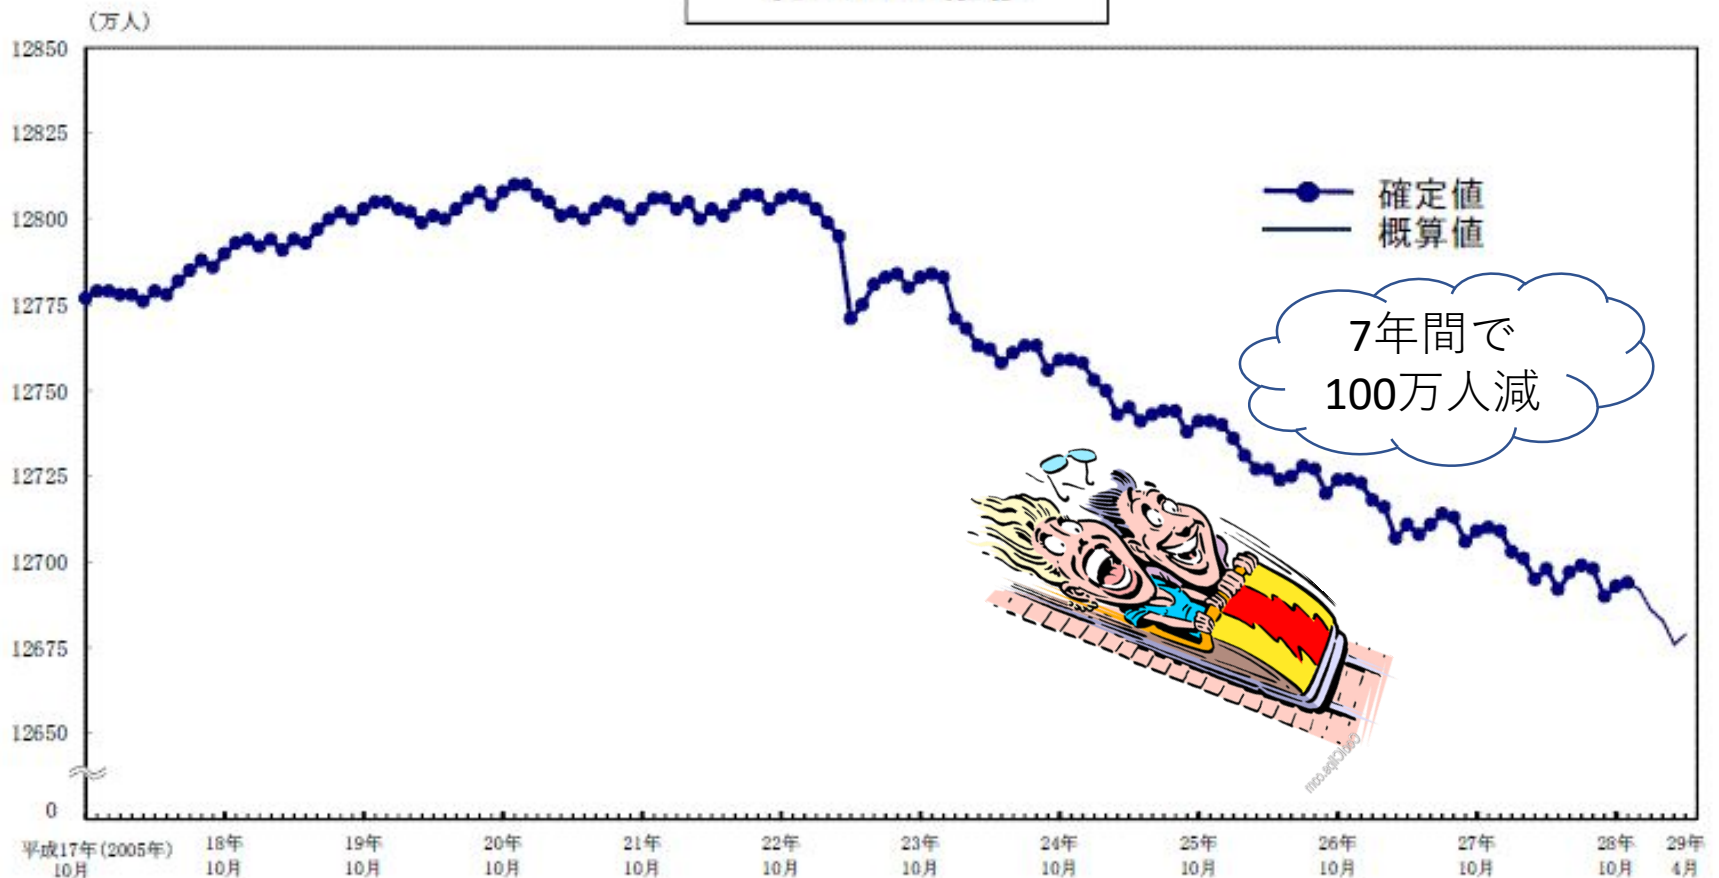 (万人)
12850
12825
12800
12775
12750
12725
12700
12675
12650
0
確定値
概算値
7年間で
100万人減
CoolClips.com
平成17年(2005年)
10月
18年
10月
19年
10月
20年
10月
21年
10月
22年
10月
23年
10月
24年
10月
25年
10月
26年
10月
27年
10月
28年
10月
29年
4月